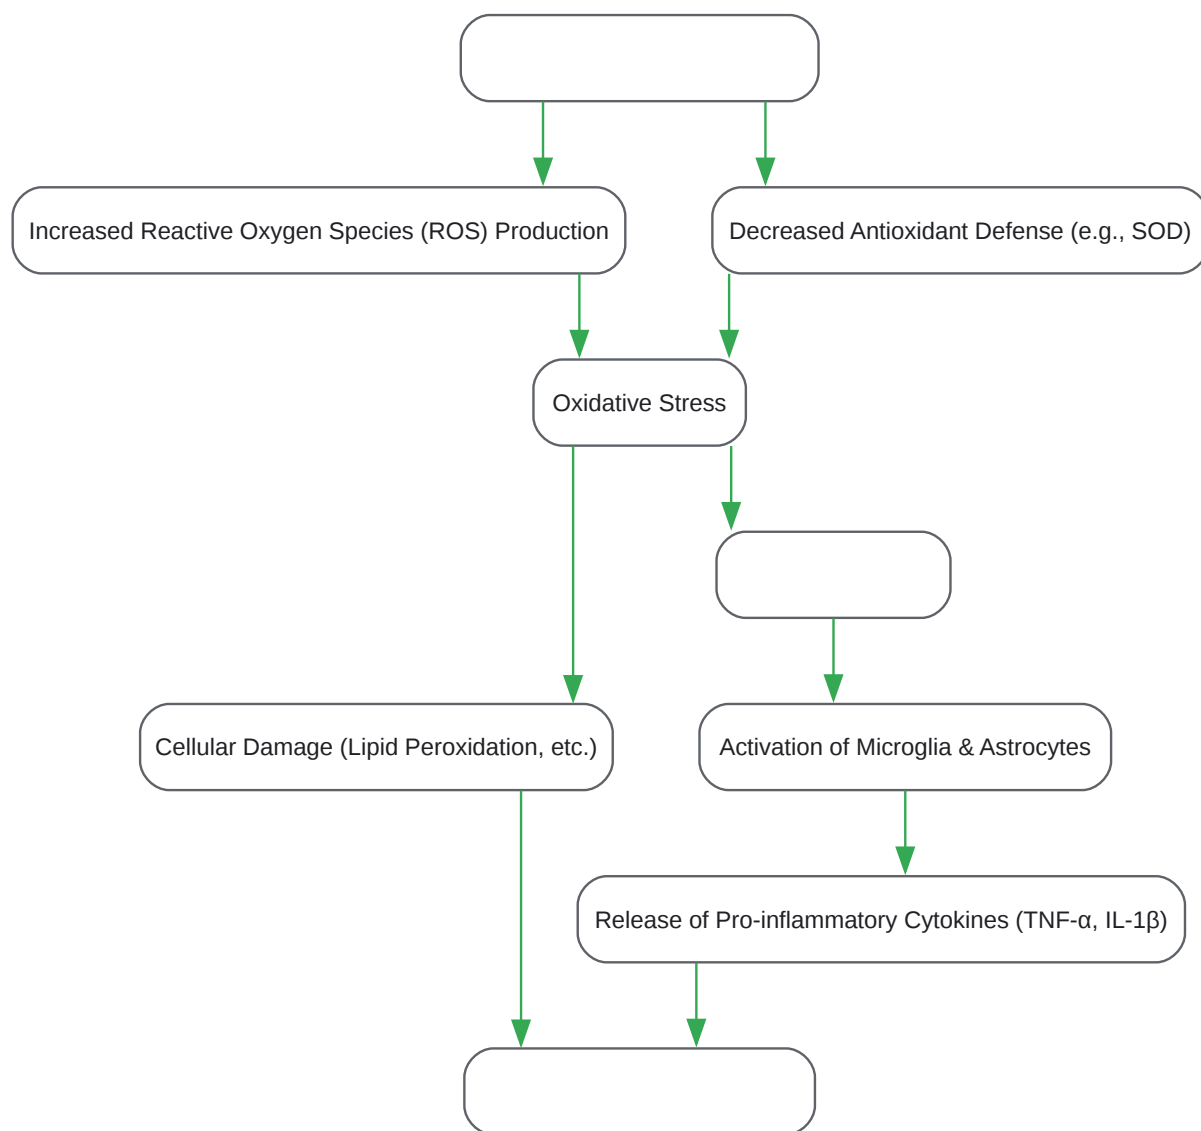 Increased Reactive Oxygen Species (ROS) Production
Decreased Antioxidant Defense (e.g., SOD)
Oxidative Stress
Cellular Damage (Lipid Peroxidation, etc.)
Activation of Microglia & Astrocytes
Release of Pro-inflammatory Cytokines (TNF-α, IL-1β)